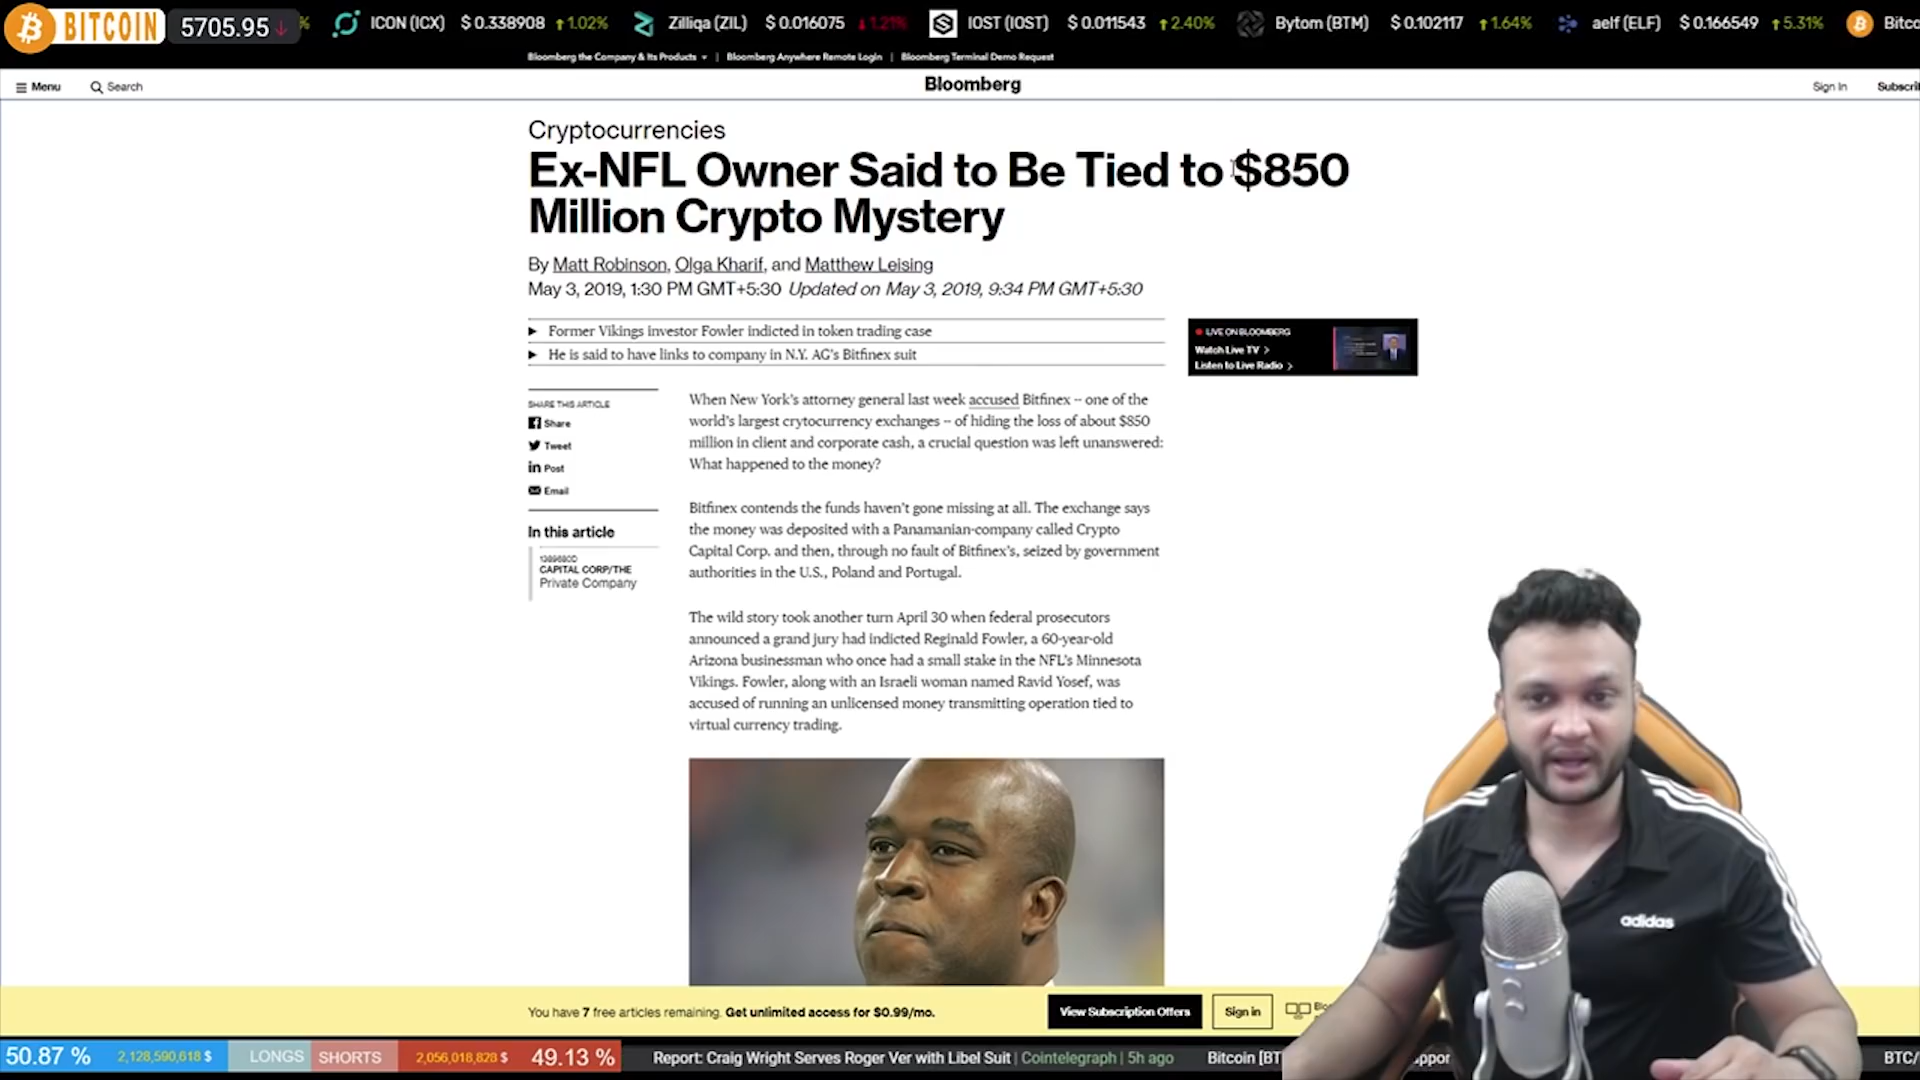 BITCOIN 5705.95 % ICON (ICX) $ 0.338908 1.02% Zilliqa (ZIL) $ 0.016075 1.21% IOST (IOST) $ 0.011543 2.40% Bytom (BTM) $ 0.102117 1.64% aelf (ELF) $ 0.166549 5.31% Bitco
Bloomberg the Company & Its Products | Bloomberg Anywhere Remote Login | Bloomberg Terminal Demo Request
Menu Search Bloomberg Sign In Subscri
Cryptocurrencies
Ex-NFL Owner Said to Be Tied to $850
Million Crypto Mystery
By Matt Robinson, Olga Kharif, and Matthew Leising
May 3, 2019, 1:30 PM GMT+5:30 Updated on May 3, 2019, 9:34 PM GMT+5:30
Former Vikings investor Fowler indicted in token trading case
He is said to have links to company in N.Y. AG's Bitfinex suit
LIVE ON BLOOMBERG
Watch Live TV >
Listen to Live Radio >
SHARE THIS ARTICLE
Share
Tweet
in Post
Email
In this article
CAPITAL CORP/THE
Private Company
When New York's attorney general last week accused Bitfinex -- one of the
world's largest crytocurrency exchanges -- of hiding the loss of about $850
million in client and corporate cash, a crucial question was left unanswered:
What happened to the money?
Bitfinex contends the funds haven't gone missing at all. The exchange says
the money was deposited with a Panamanian-company called Crypto
Capital Corp. and then, through no fault of Bitfinex's, seized by government
authorities in the U.S., Poland and Portugal.
The wild story took another turn April 30 when federal prosecutors
announced a grand jury had indicted Reginald Fowler, a 60-year-old
Arizona businessman who once had a small stake in the NFL's Minnesota
Vikings. Fowler, along with an Israeli woman named Ravid Yosef, was
accused of running an unlicensed money transmitting operation tied to
virtual currency trading.
adidas
You have 7 free articles remaining. Get unlimited access for $0.99/mo. View Subscription Offers Sign in Bloo
50.87 % 2,128,590,618 $ LONGS SHORTS 2,056,018,828 $ 49.13 % Report: Craig Wright Serves Roger Ver with Libel Suit | Cointelegraph | 5h ago Bitcoin [BT uppor BTC/